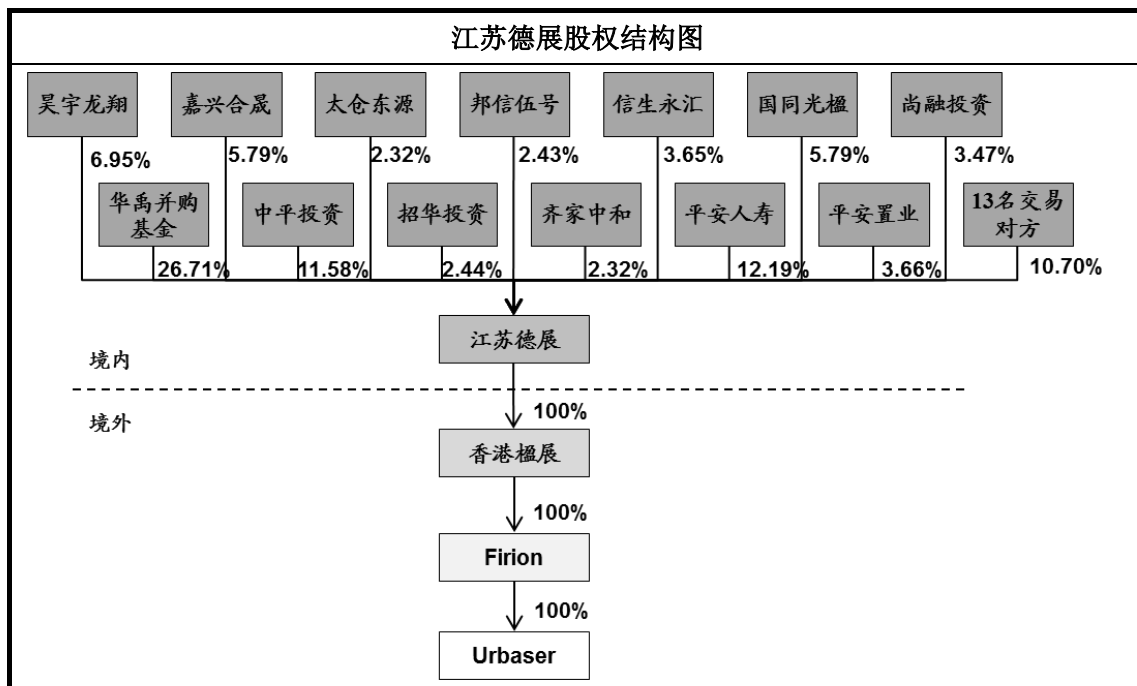 江苏德展股权结构图
昊宇龙翔 嘉兴合晟 太仓东源 邦信伍号 信生永汇 国同光楹 尚融投资
6.95% 5.79% 2.32% 2.43% 3.65% 5.79% 3.47%
华禹并购
基金
中平投资 招华投资 齐家中和 平安人寿 平安置业
13名交易
对方
26.71% 11.58% 2.44% 2.32% 12.19% 3.66% 10.70%
江苏德展
境内
境外
100%
香港楹展
100%
Firion
100%
Urbaser